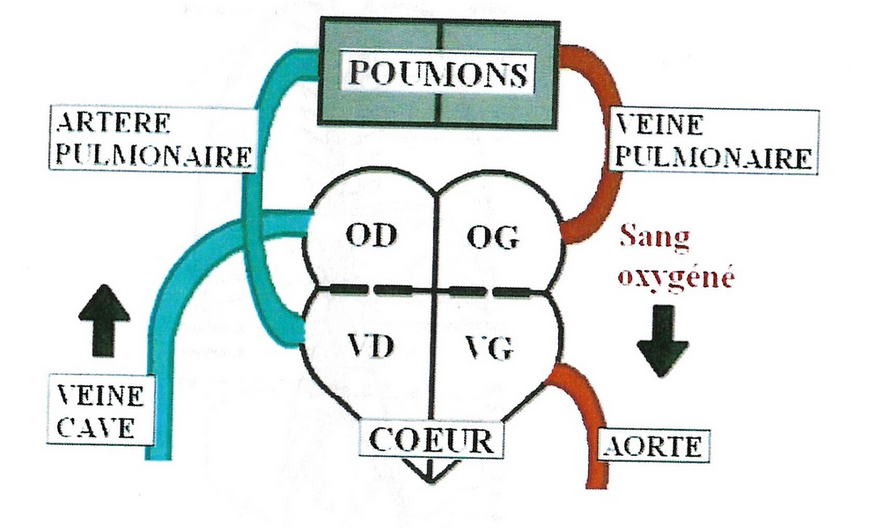 POUMONS
ARTERE
PULMONAIRE
VEINE
PULMONAIRE
OD
OG
Sang
oxygéné
VD
VG
VEINE
CAVE
COEUR
AORTE